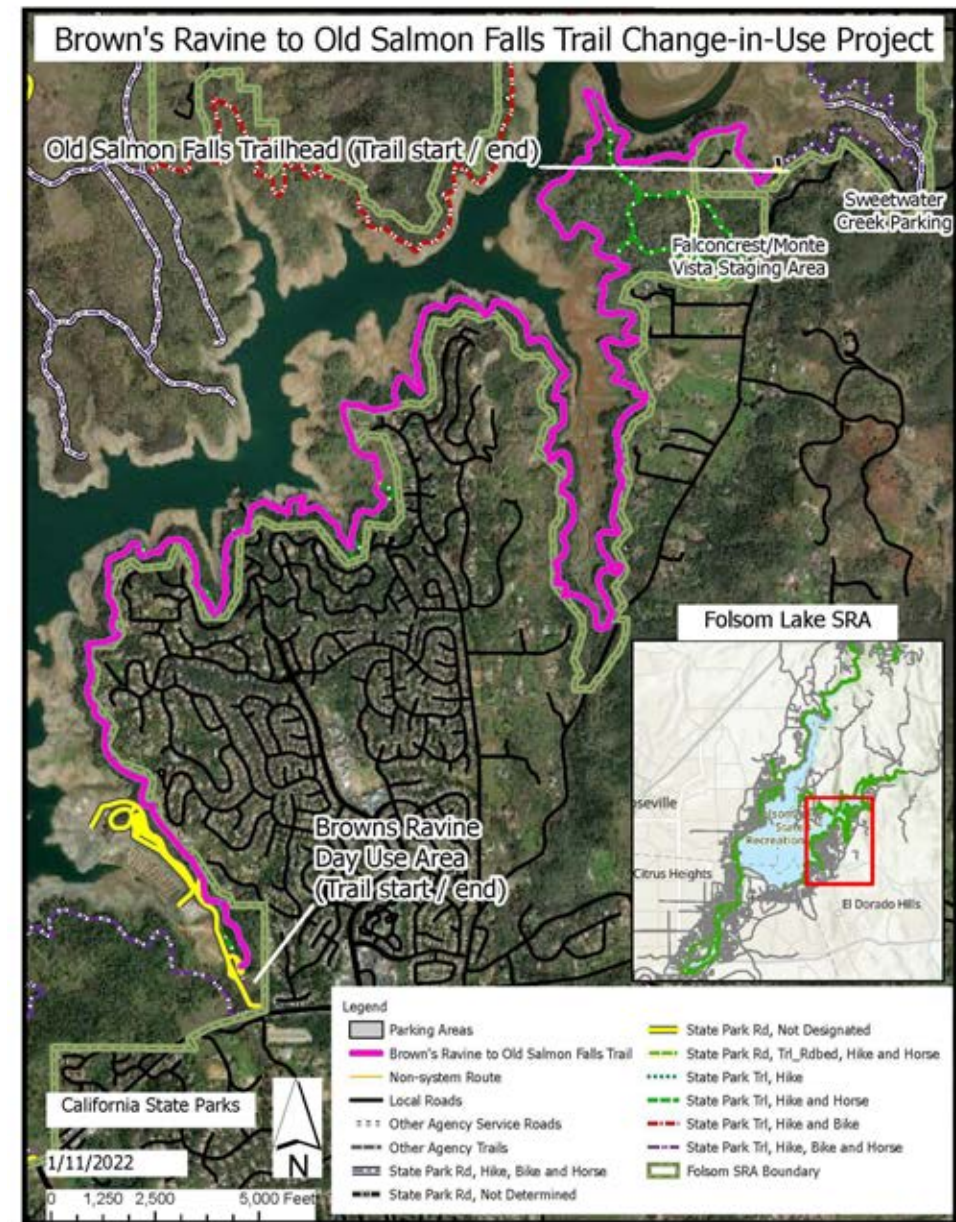 Brown's Ravine to Old Salmon Falls Trail Change-in-Use Project
Old Salmon Falls Trailhead (Trail start / end)
Sweetwater
Creek Parking
Falconcrest/Monte
Vista Staging Area
Browns Ravine
Day Use Area
(Trail start / end)
Folsom Lake SRA
oseville
State
Recreation
Citrus Heights
El Dorado Hills
Legend
Parking Areas
Brown's Ravine to Old Salmon Falls Trail
Non-system Route
Local Roads
Other Agency Service Roads
Other Agency Trails
State Park Rd, Hike, Bike and Horse
State Park Rd, Not Determined
State Park Rd, Not Designated
State Park Rd, Trl_Rdbed, Hike and Horse
State Park Trl, Hike
State Park Trl, Hike and Horse
State Park Trl, Hike and Bike
State Park Trl, Hike, Bike and Horse
Folsom SRA Boundary
California State Parks
1/11/2022
N
0 1,250 2,500 5,000 Feet